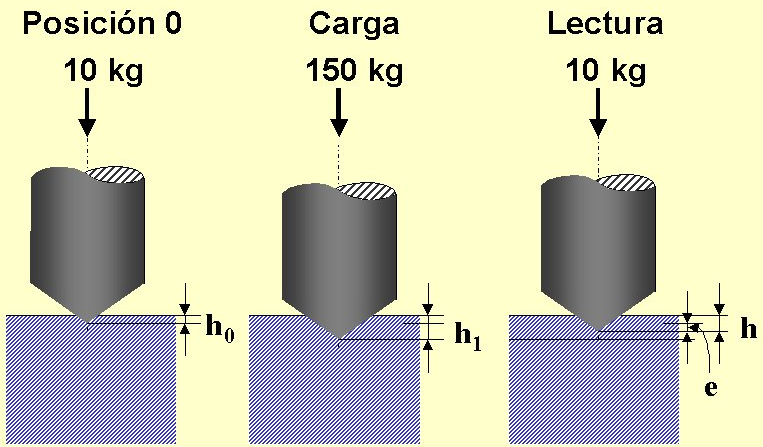 Posición 0
10 kg
Carga
150 kg
Lectura
10 kg
h0
h1
h
e